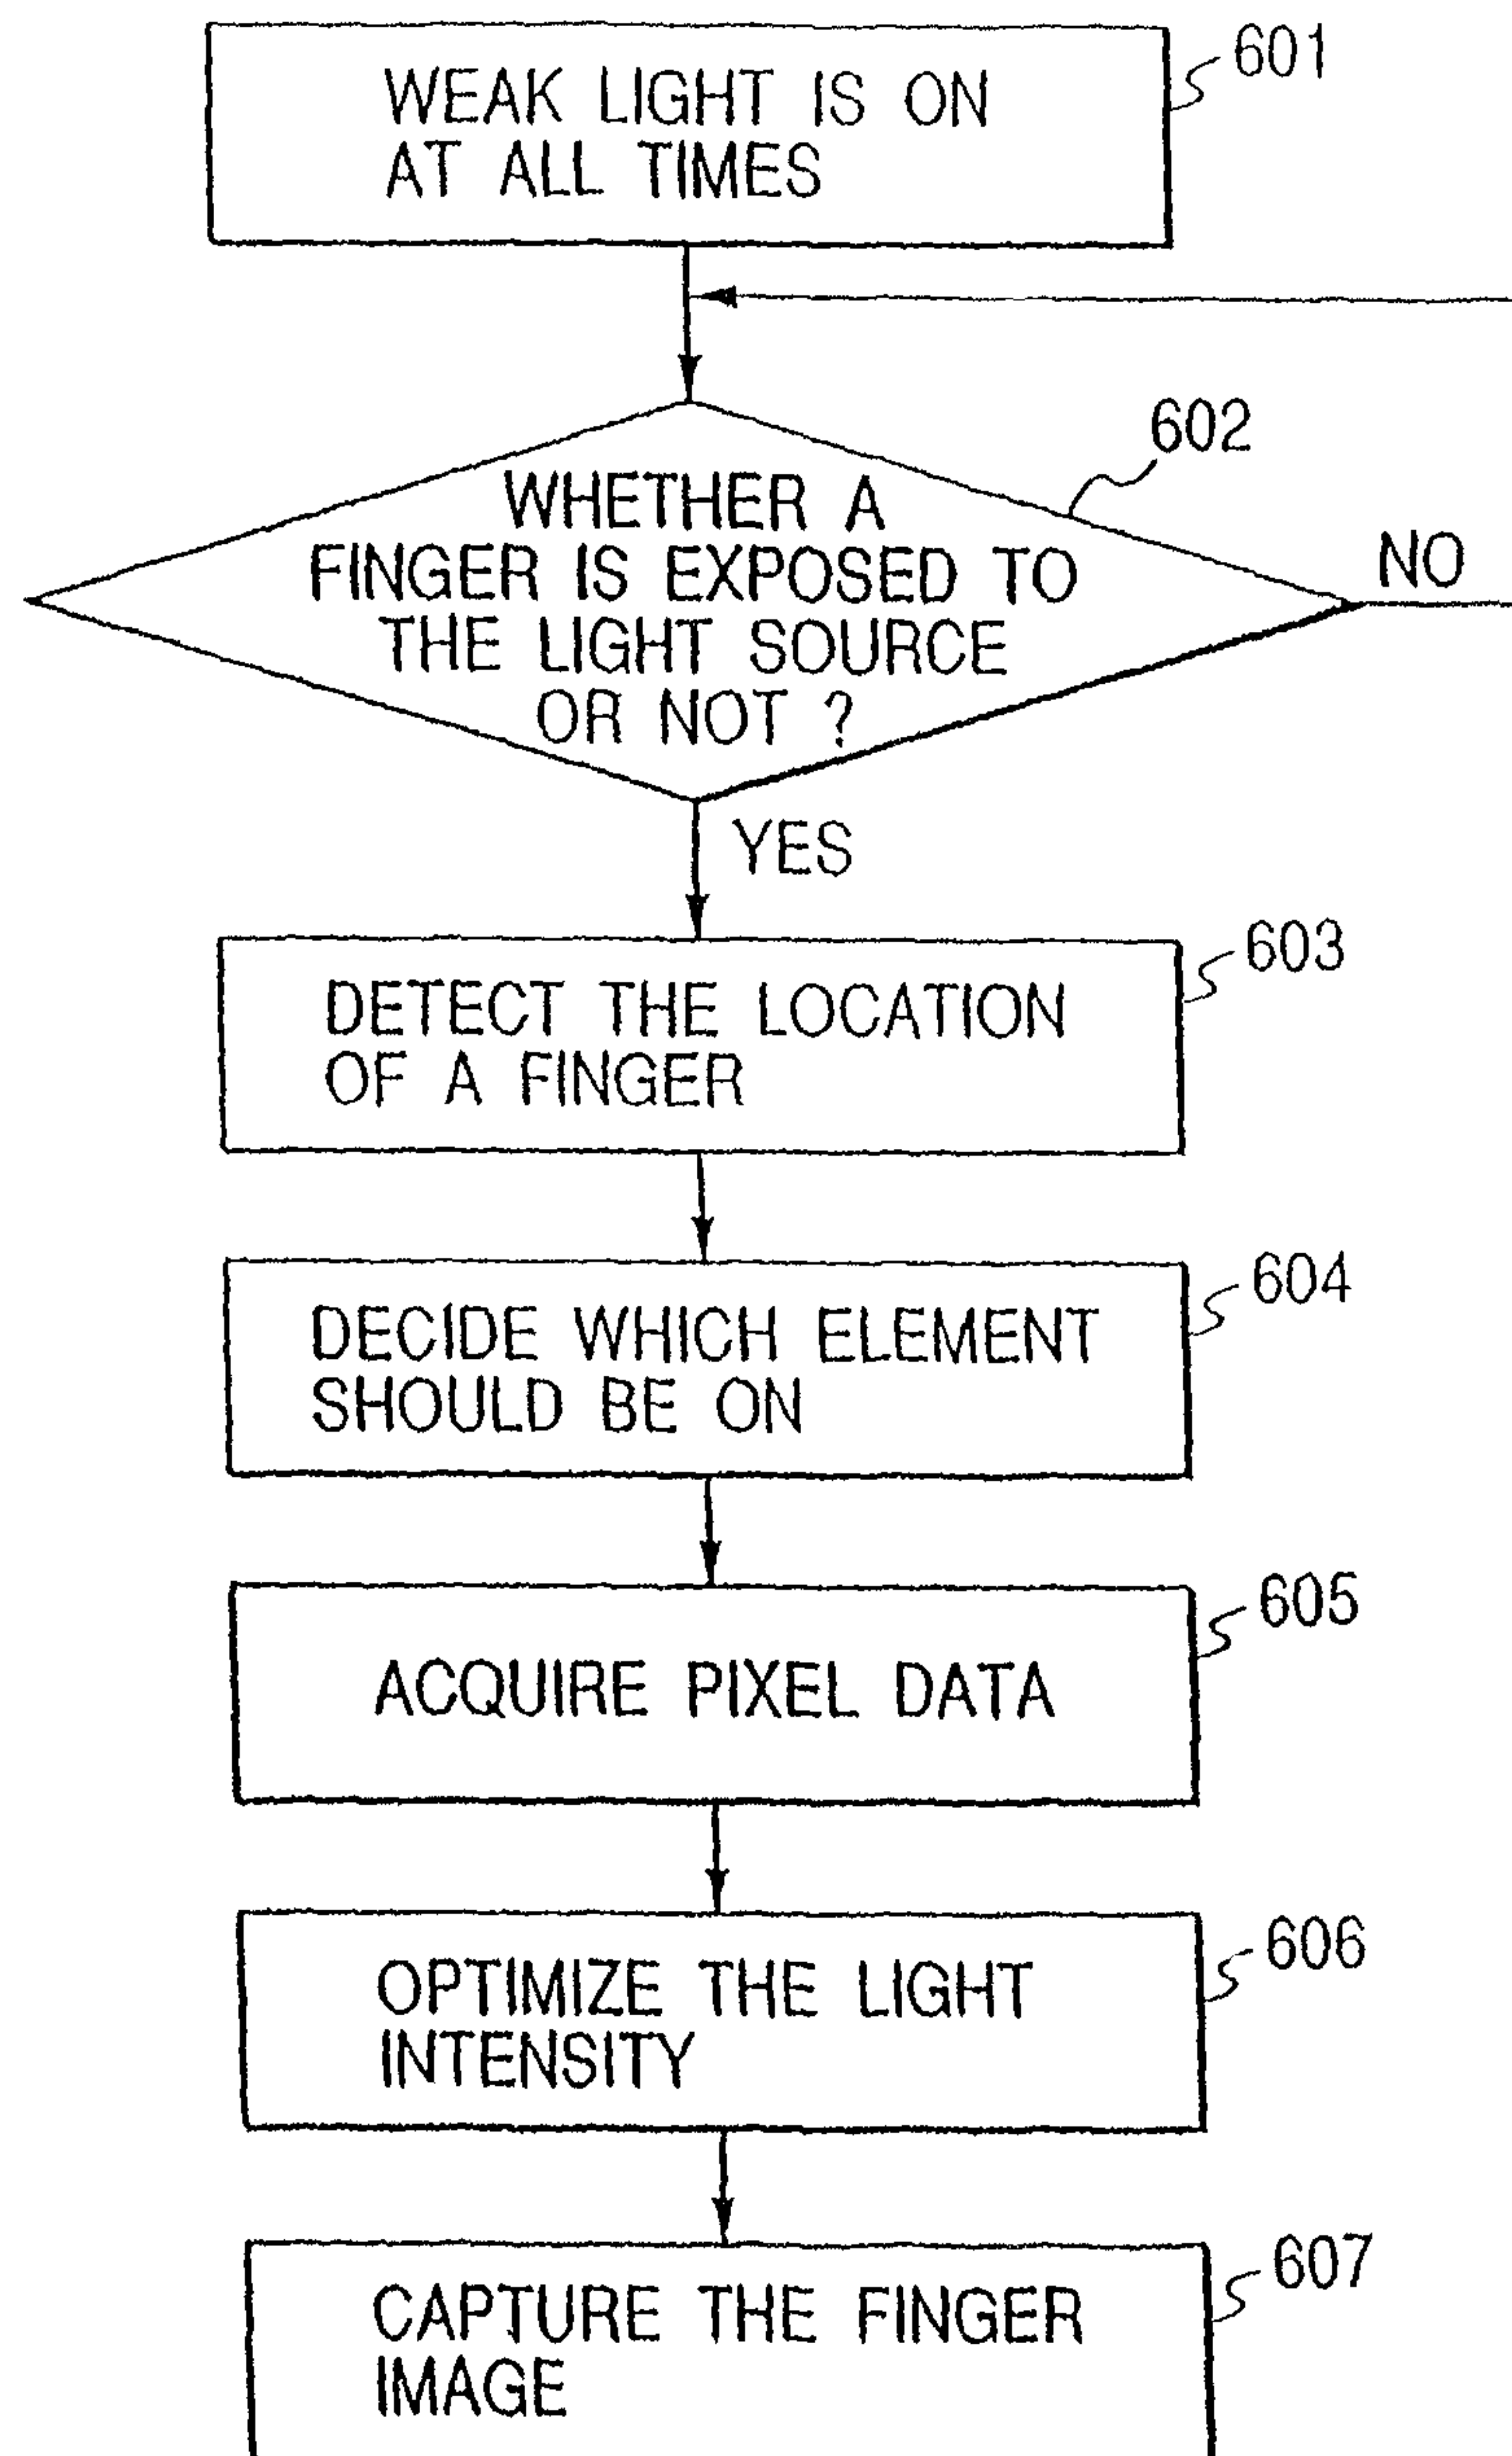 601
WEAK LIGHT IS ON
AT ALL TIMES
602
WHETHER A
FINGER IS EXPOSED TO
THE LIGHT SOURCE
OR NOT ?
NO
YES
603
DETECT THE LOCATION
OF A FINGER
604
DECIDE WHICH ELEMENT
SHOULD BE ON
605
ACQUIRE PIXEL DATA
606
OPTIMIZE THE LIGHT
INTENSITY
607
CAPTURE THE FINGER
IMAGE